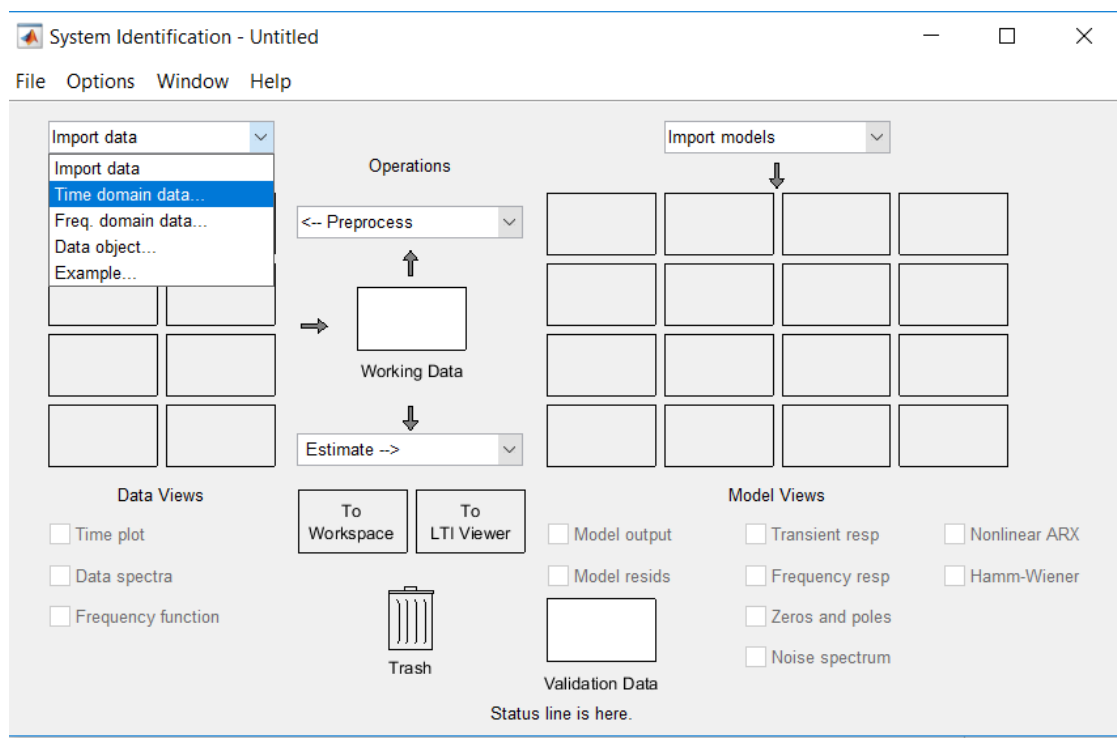 System Identification - Untitled
File Options Window Help
Import data
Import data
Time domain data...
Freq. domain data...
Data object...
Example...
Operations
<-- Preprocess
Working Data
Estimate -->
Import models
Data Views
Time plot
Data spectra
Frequency function
To
Workspace
To
LTI Viewer
Trash
Model Views
Model output
Transient resp
Nonlinear ARX
Model resids
Frequency resp
Hamm-Wiener
Zeros and poles
Noise spectrum
Validation Data
Status line is here.